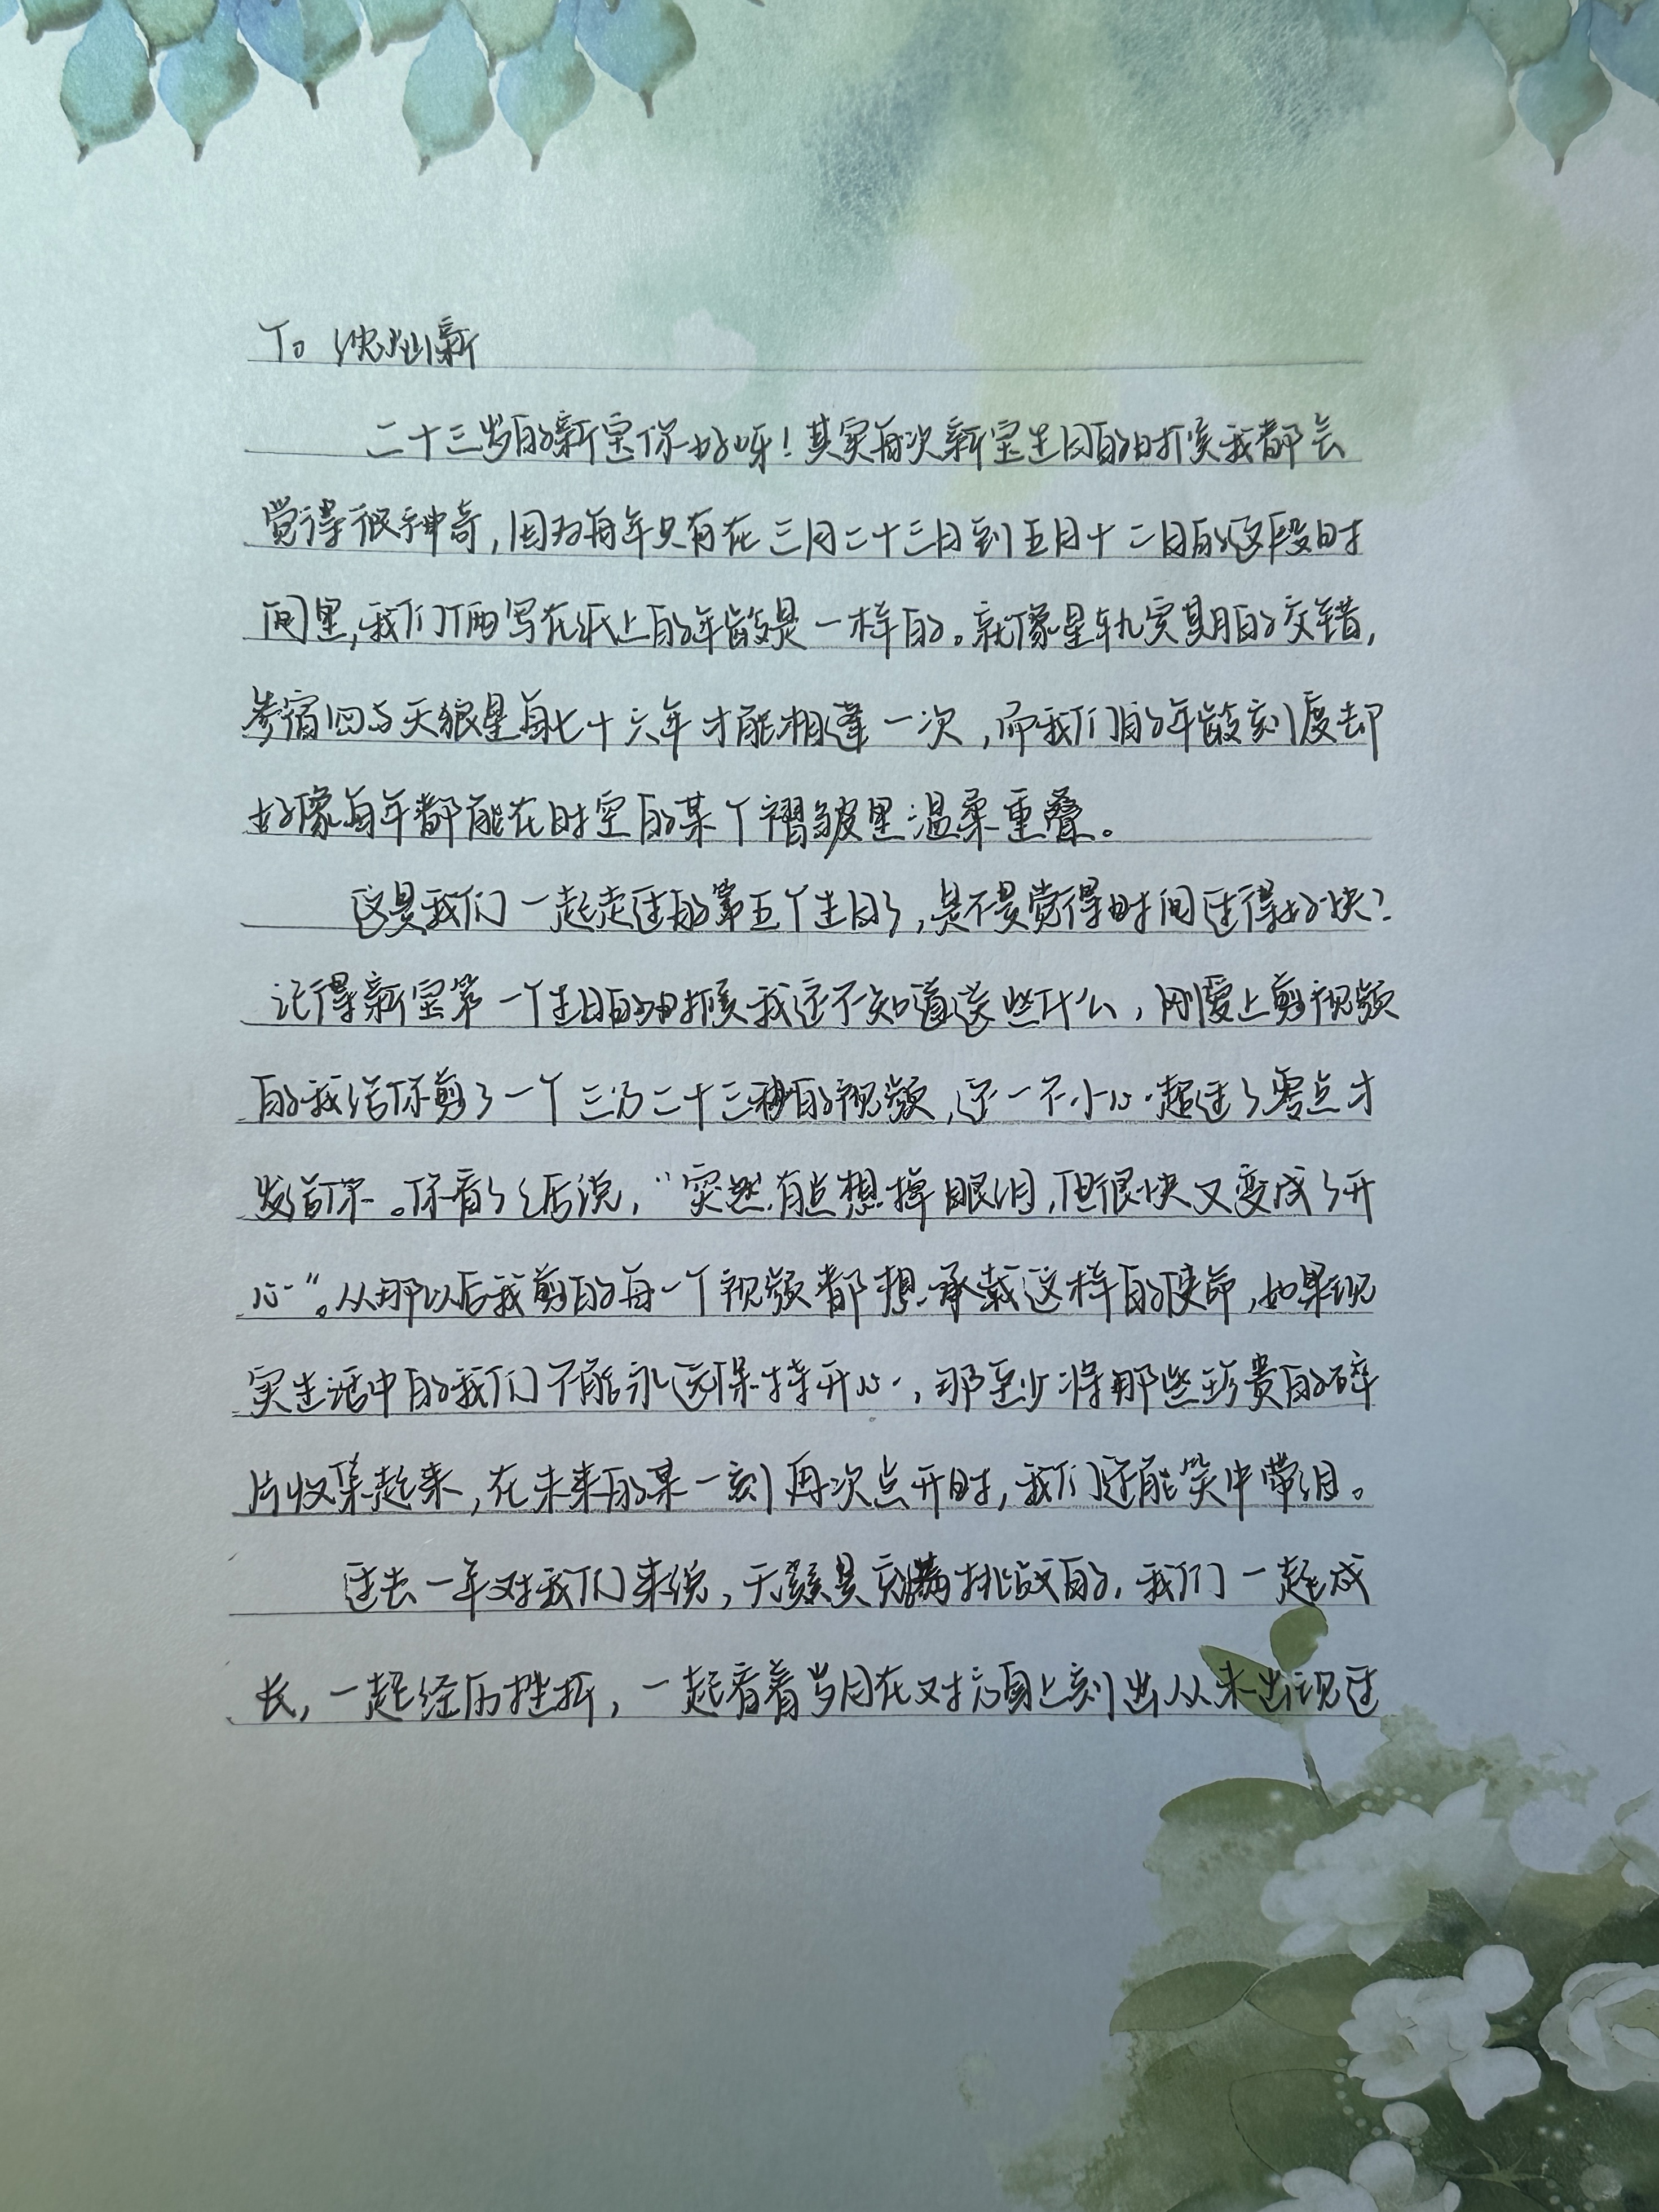 To 沈灿新
二十三岁的新宝你好呀！其实每次新宝生日的时候我都会
觉得很神奇，因为每年只有在三月二十三日到五月十二日的这段时
间里，我们俩写在纸上的年龄是一样的。就像星轨定期的交错，
参宿四与天狼星每七十六年才能相逢一次，而我们的年龄刻度却
好像每年都能在时空的某个褶皱里温柔重叠。
这是我们一起走过的第五个生日了，是不是觉得时间过得好快？
记得新宝第一个生日的时候我还不知道送些什么，刚爱上剪视频
的我给你剪了一个三分二十三秒的视频，还一不小心超过了零点才
发给你。你看了之后说，“突然有点想掉眼泪，但很快又变成了开
心”。从那以后我剪的每一个视频都想承载这样的使命，如果现
实生活中的我们不能永远保持开心，那至少将那些珍贵的碎
片收集起来，在未来的某一刻再次点开时，我们还能笑中带泪。
过去一年对我们来说，无疑是充满挑战的，我们一起成
长，一起经历挫折，一起看着岁月在对方肩上刻出从未出现过